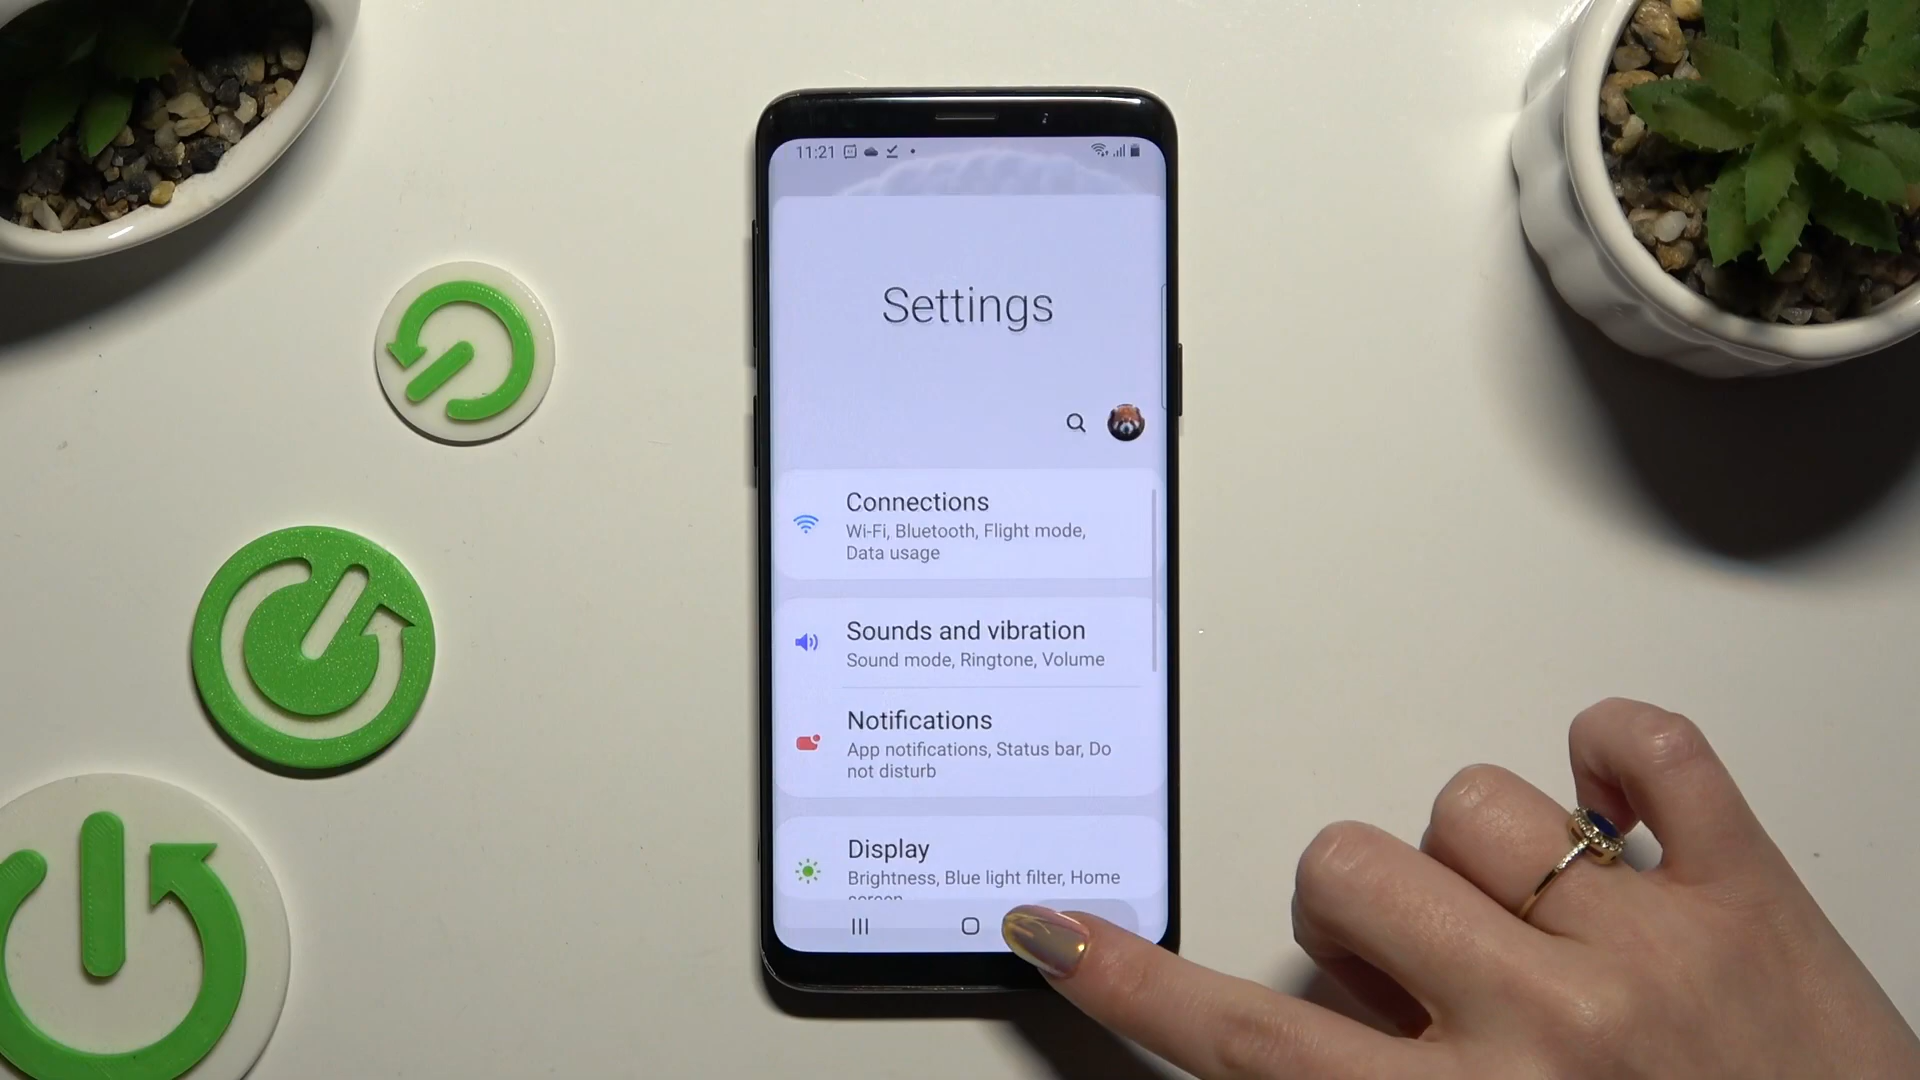 11:21
Settings
Connections
Wi-Fi, Bluetooth, Flight mode,
Data usage
Sounds and vibration
Sound mode, Ringtone, Volume
Notifications
App notifications, Status bar, Do
not disturb
Display
Brightness, Blue light filter, Home
screen